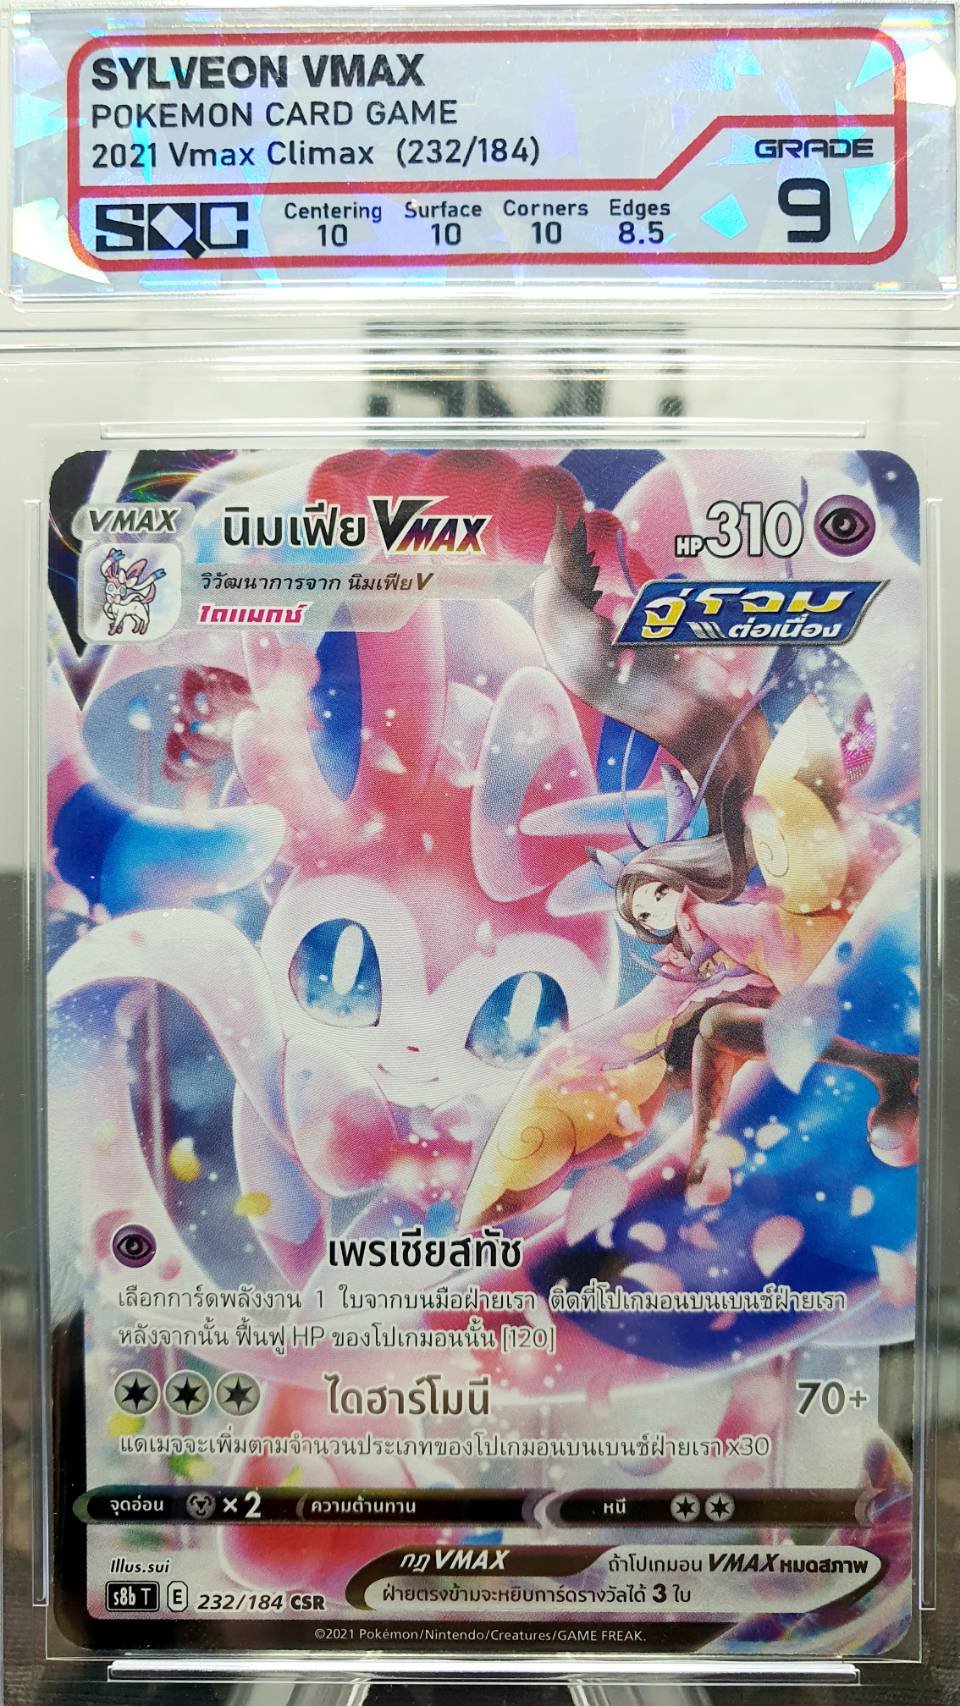 SYLVEON VMAX
POKEMON CARD GAME
2021 Vmax Climax (232/184)
GRADE
9
SQC
Centering Surface Corners Edges
10 10 10 8.5
VMAX
นิมเฟีย VMAX
HP 310
วิวัฒนาการจาก นิมเฟีย V
ไดแมกซ์
จู่โจม
ต่อเนื่อง
เพรเชียสทัช
เลือกการ์ดพลังงาน 1 ใบจากบนมือฝ่ายเรา ติดที่โปเกมอนบนเบนช์ฝ่ายเรา
หลังจากนั้น ฟื้นฟู HP ของโปเกมอนนั้น [120]
ไดฮาร์โมนี 70+
แดเมจจะเพิ่มตามจำนวนประเภทของโปเกมอนบนเบนช์ฝ่ายเรา x30
จุดอ่อน ×2 ความต้านทาน หนี
Illus.sui
กฎ VMAX ถ้าโปเกมอน VMAX หมดสภาพ
ฝ่ายตรงข้ามจะหยิบการ์ดรางวัลได้ 3 ใบ
s8b T E 232/184 CSR
©2021 Pokémon/Nintendo/Creatures/GAME FREAK.